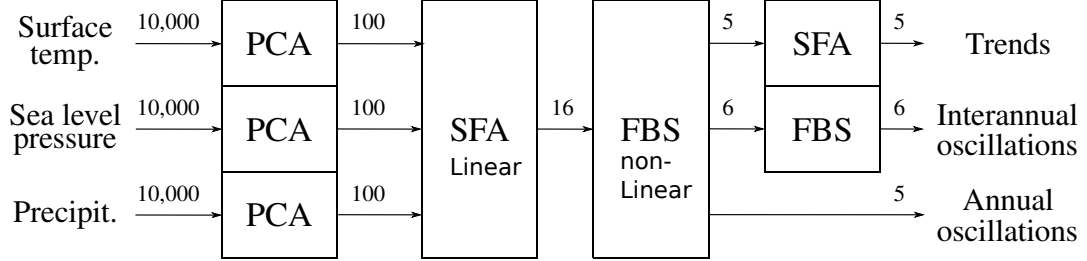 Surface
temp.
10,000
PCA
100
5
SFA
5
Trends
Sea level
pressure
10,000
PCA
100
SFA
Linear
16
FBS
non-
Linear
6
FBS
6
Interannual
oscillations
Precipit.
10,000
PCA
100
5
Annual
oscillations